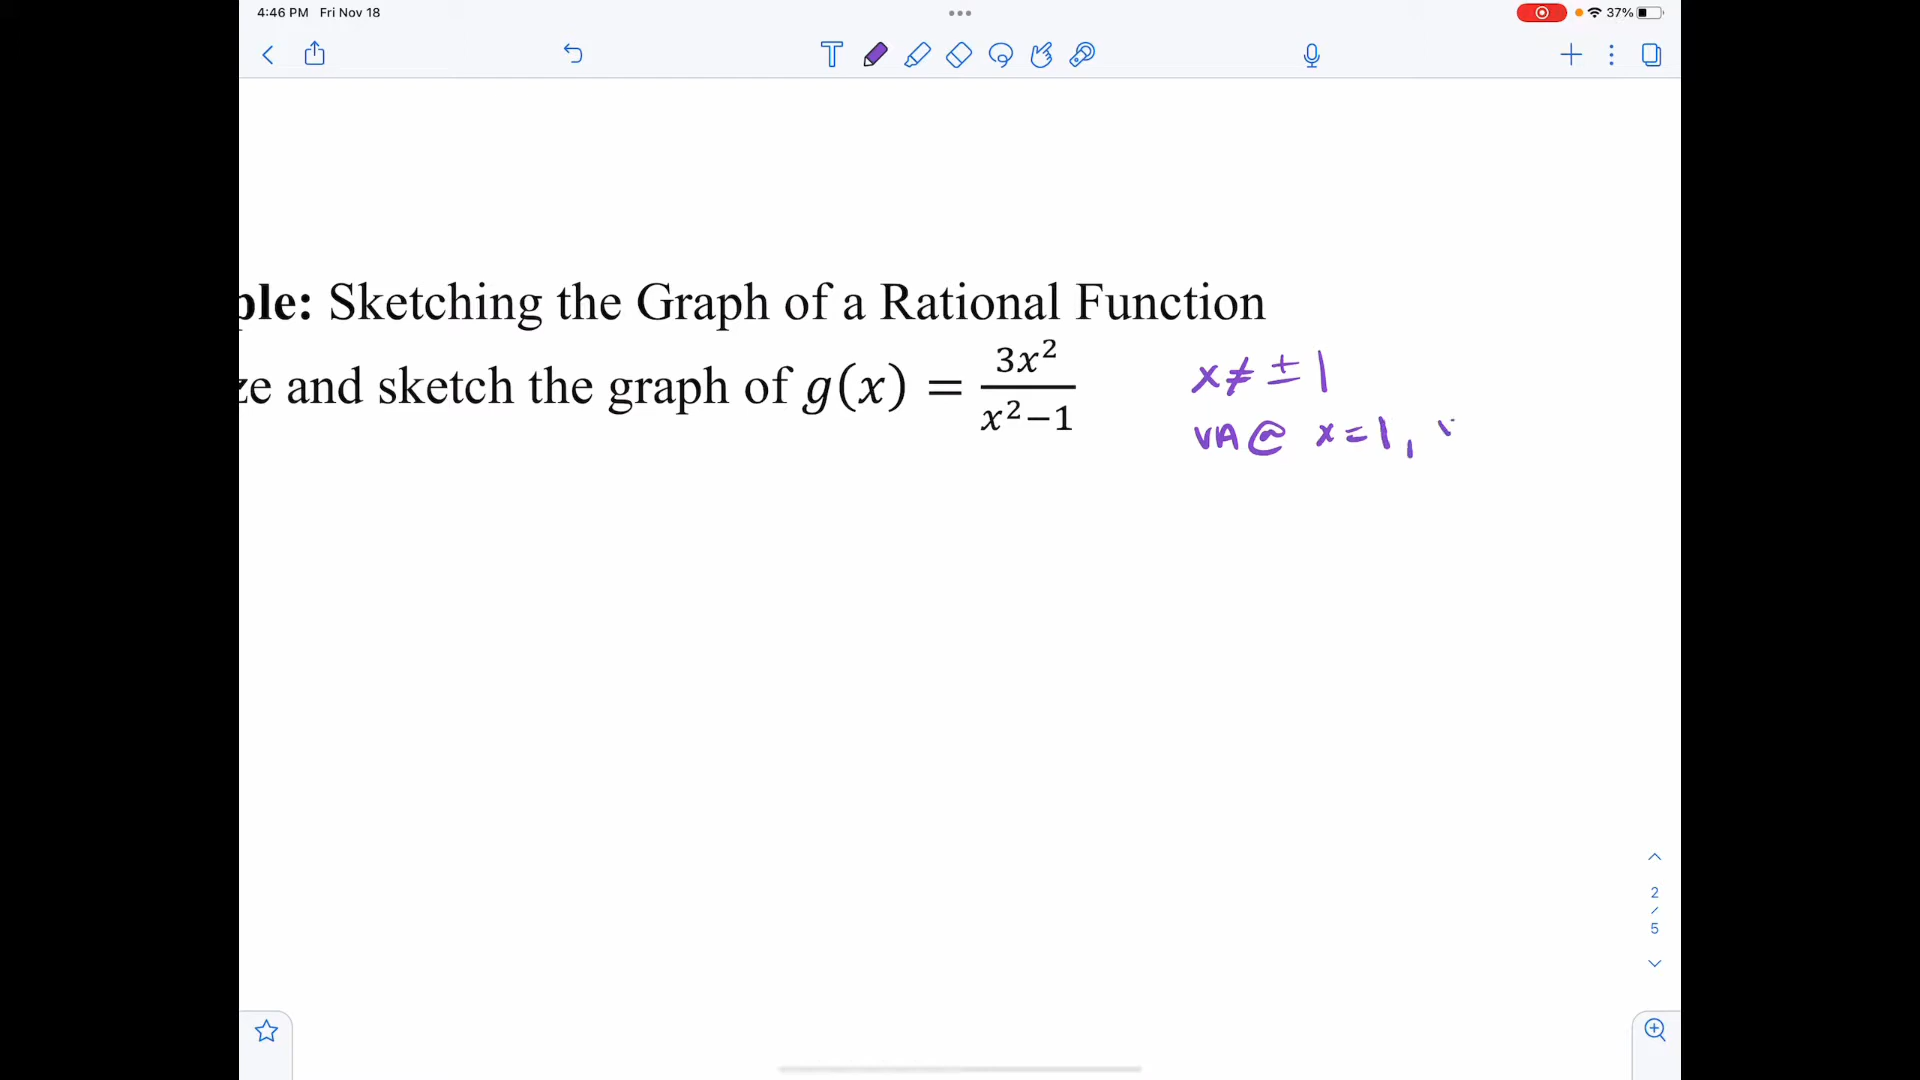 4:46 PM Fri Nov 18
37%
ple: Sketching the Graph of a Rational Function
ze and sketch the graph of g(x) = 3x²/x²−1
x ≠ ± 1
VA @ x = 1,
2
/
5